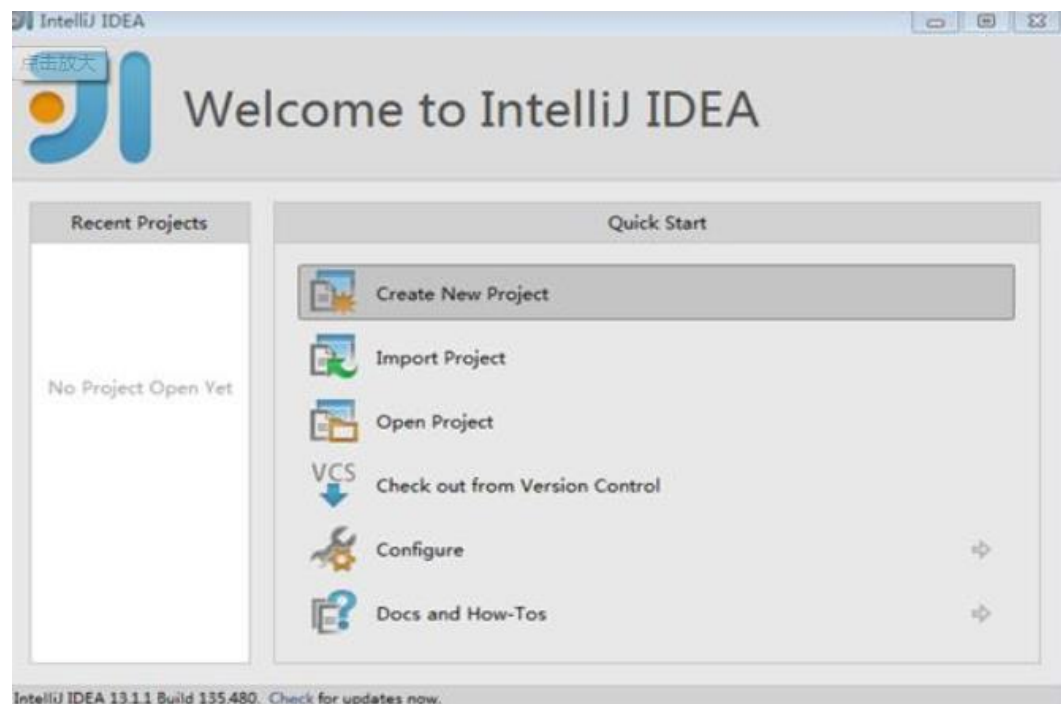 IntelliJ IDEA
点击放大
Welcome to IntelliJ IDEA
Recent Projects
No Project Open Yet
Quick Start
Create New Project
Import Project
Open Project
VCS
Check out from Version Control
Configure
Docs and How-Tos
IntelliJ IDEA 13.1.1 Build 135.480. Check for updates now.